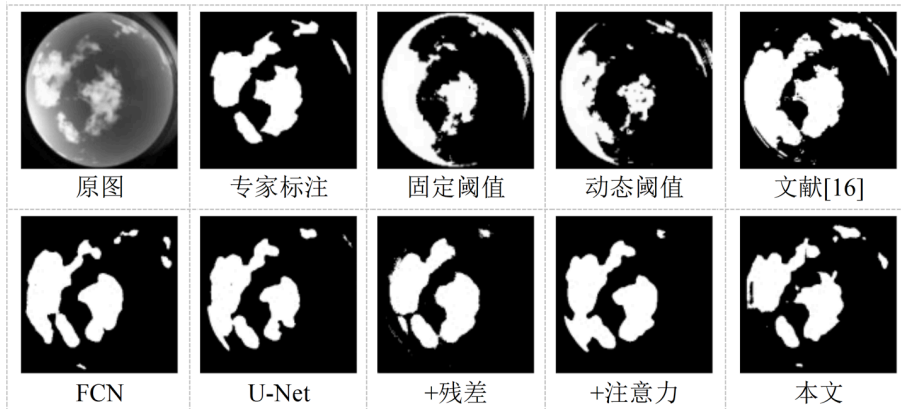 原图 专家标注 固定阈值 动态阈值 文献[16]
FCN U-Net +残差 +注意力 本文